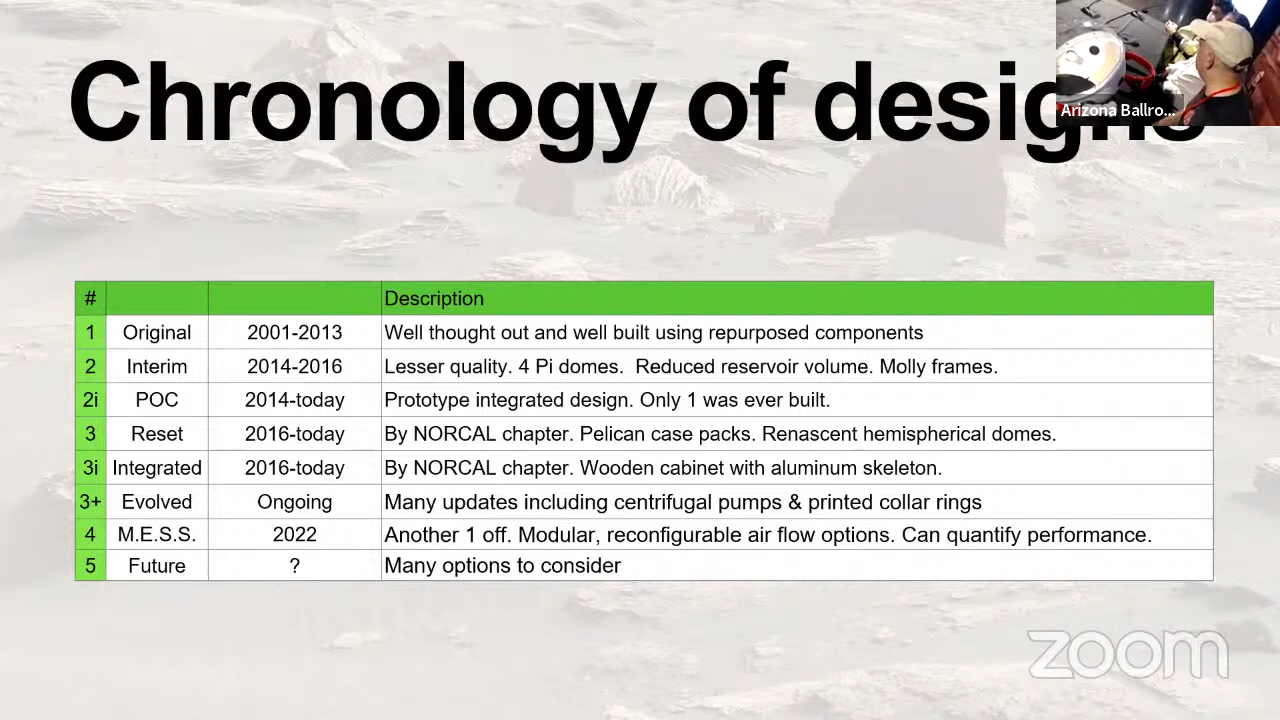 Chronology of designs
Arizona Ballro...
# Description
1 Original 2001-2013 Well thought out and well built using repurposed components
2 Interim 2014-2016 Lesser quality. 4 Pi domes. Reduced reservoir volume. Molly frames.
2i POC 2014-today Prototype integrated design. Only 1 was ever built.
3 Reset 2016-today By NORCAL chapter. Pelican case packs. Renascent hemispherical domes.
3i Integrated 2016-today By NORCAL chapter. Wooden cabinet with aluminum skeleton.
3+ Evolved Ongoing Many updates including centrifugal pumps & printed collar rings
4 M.E.S.S. 2022 Another 1 off. Modular, reconfigurable air flow options. Can quantify performance.
5 Future ? Many options to consider
zoom